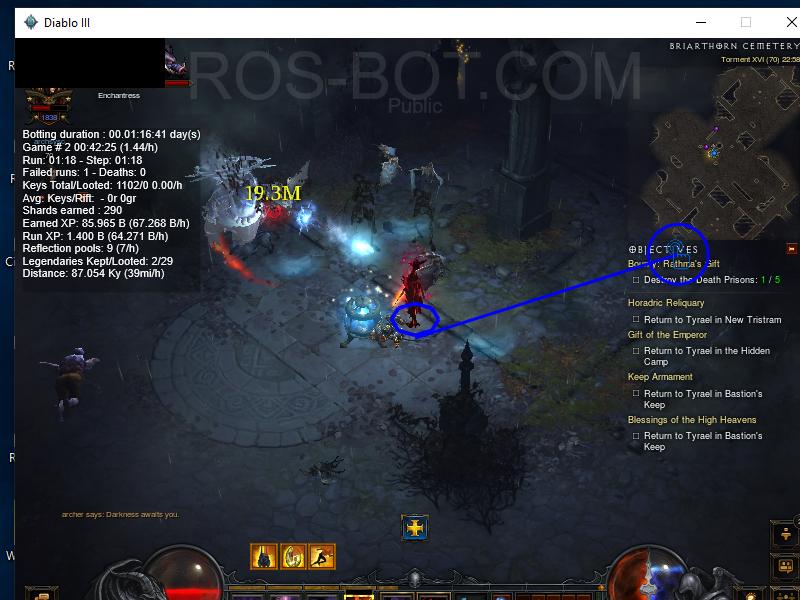 Diablo III
BRIARTHORN CEMETERY
Torment XVI (70) 22:58
ROS-BOT.COM
Public
Enchantress
1838
Botting duration : 00.01:16:41 day(s)
Game # 2 00:42:25 (1.44/h)
Run: 01:18 - Step: 01:18
Failed runs: 1 - Deaths: 0
Keys Total/Looted: 1102/0 0.00/h
Avg: Keys/Rift: - 0r 0gr
Shards earned : 290
Earned XP: 85.965 B (67.268 B/h)
Run XP: 1.400 B (64.271 B/h)
Reflection pools: 9 (7/h)
Legendaries Kept/Looted: 2/29
Distance: 87.054 Ky (39mi/h)
19.3M
OBJECTIVES
Bounty: Rathma's Gift
Destroy the Death Prisons: 1 / 5
Horadric Reliquary
Return to Tyrael in New Tristram
Gift of the Emperor
Return to Tyrael in the Hidden
Camp
Keep Armament
Return to Tyrael in Bastion's
Keep
Blessings of the High Heavens
Return to Tyrael in Bastion's
Keep
archer says: Darkness awaits you.